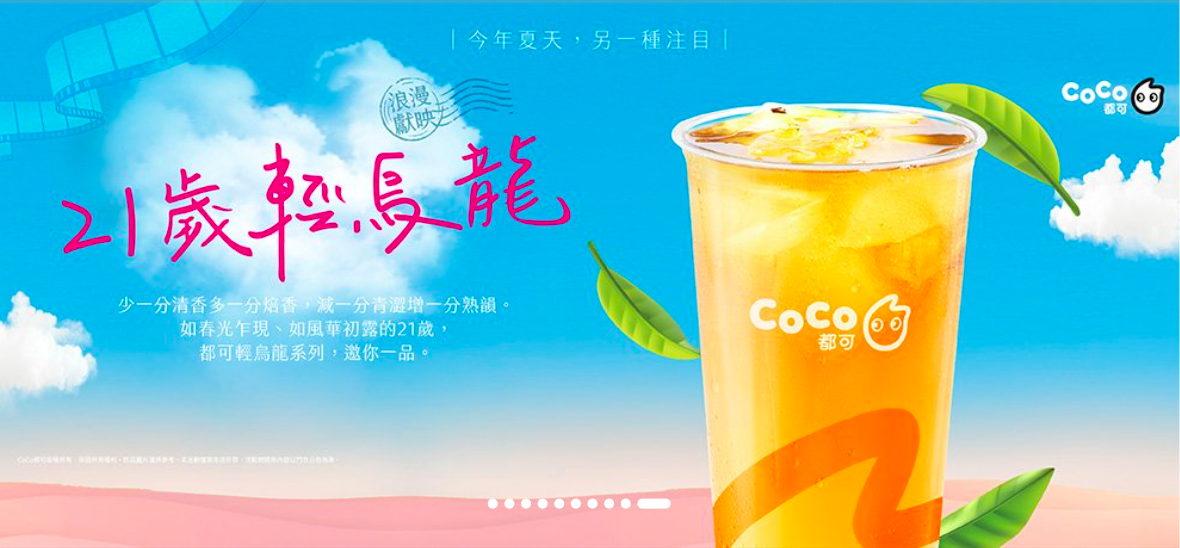 今年夏天，另一種注目
浪漫
獻映
CoCo
都可
21歲輕烏龍
少一分清香多一分焙香，減一分青澀增一分熟韻。
如春光乍現、如風華初露的21歲，
都可輕烏龍系列，邀你一品。
CoCo
都可